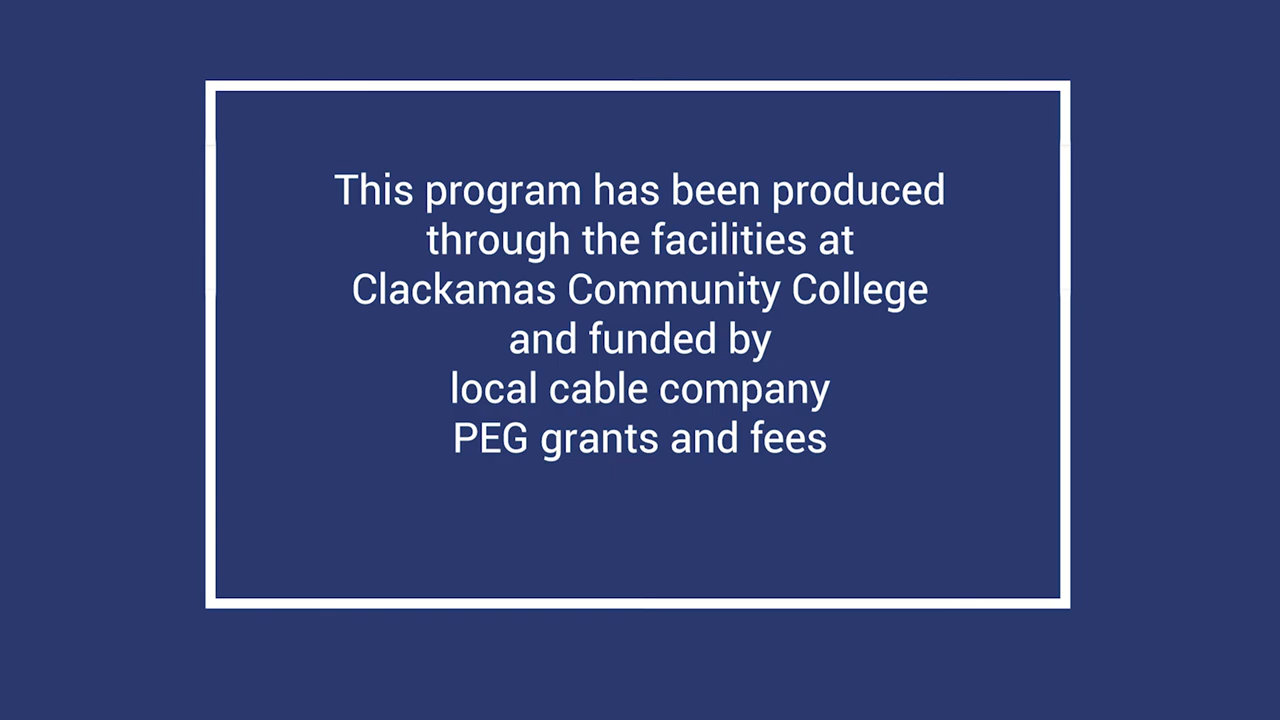 This program has been produced
through the facilities at
Clackamas Community College
and funded by
local cable company
PEG grants and fees